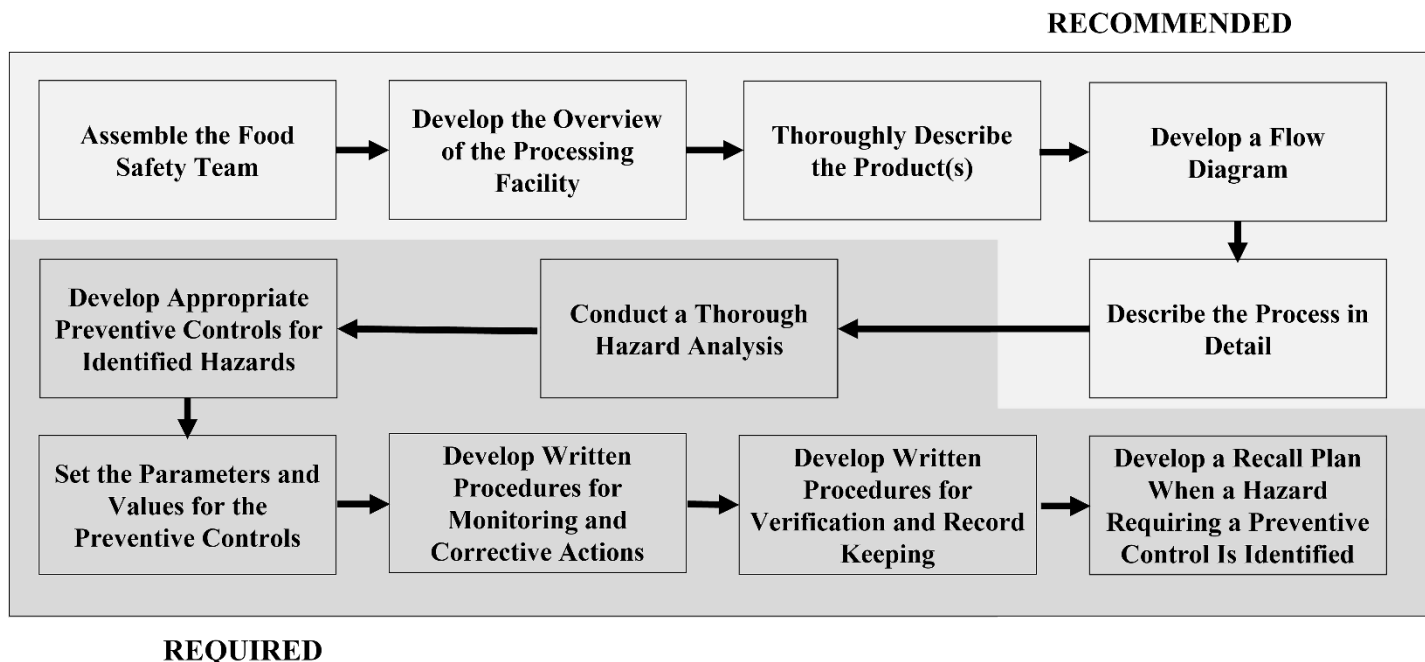 RECOMMENDED
Assemble the Food
Safety Team
Develop the Overview
of the Processing
Facility
Thoroughly Describe
the Product(s)
Develop a Flow
Diagram
Describe the Process in
Detail
Conduct a Thorough
Hazard Analysis
Develop Appropriate
Preventive Controls for
Identified Hazards
Set the Parameters and
Values for the
Preventive Controls
Develop Written
Procedures for
Monitoring and
Corrective Actions
Develop Written
Procedures for
Verification and Record
Keeping
Develop a Recall Plan
When a Hazard
Requiring a Preventive
Control Is Identified
REQUIRED